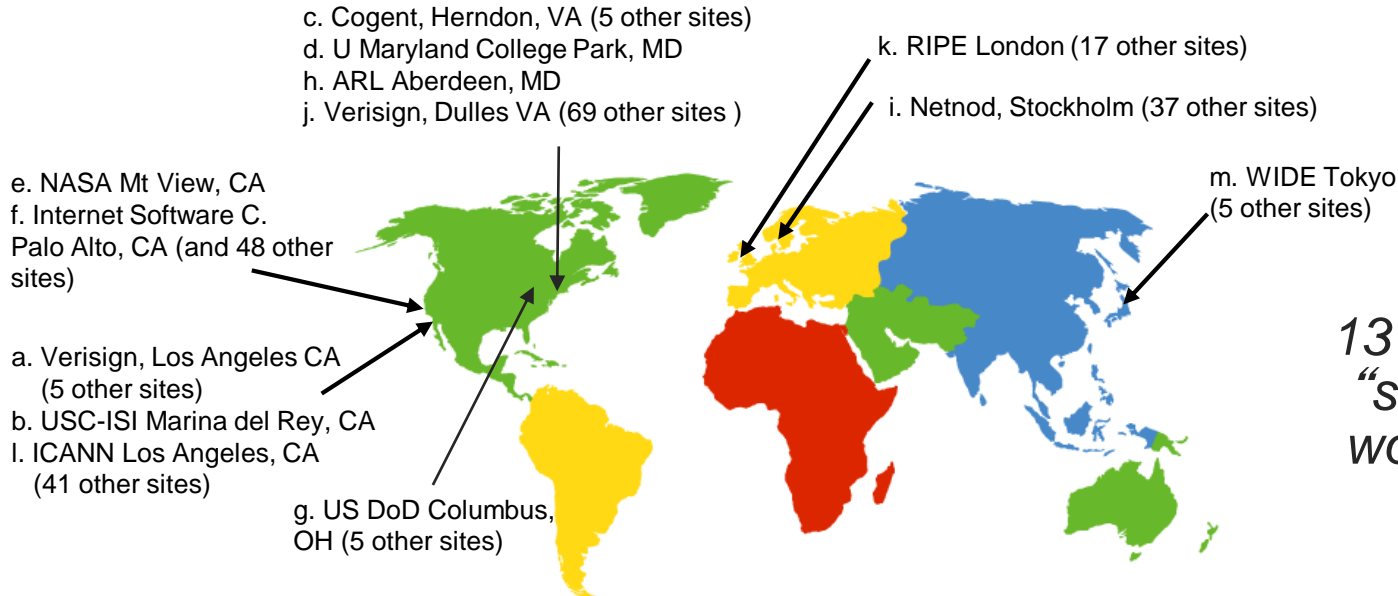 c. Cogent, Herndon, VA (5 other sites)
d. U Maryland College Park, MD
h. ARL Aberdeen, MD
j. Verisign, Dulles VA (69 other sites )
k. RIPE London (17 other sites)
i. Netnod, Stockholm (37 other sites)
m. WIDE Tokyo
(5 other sites)
e. NASA Mt View, CA
f. Internet Software C.
Palo Alto, CA (and 48 other
sites)
a. Verisign, Los Angeles CA
(5 other sites)
b. USC-ISI Marina del Rey, CA
l. ICANN Los Angeles, CA
(41 other sites)
g. US DoD Columbus,
OH (5 other sites)
13